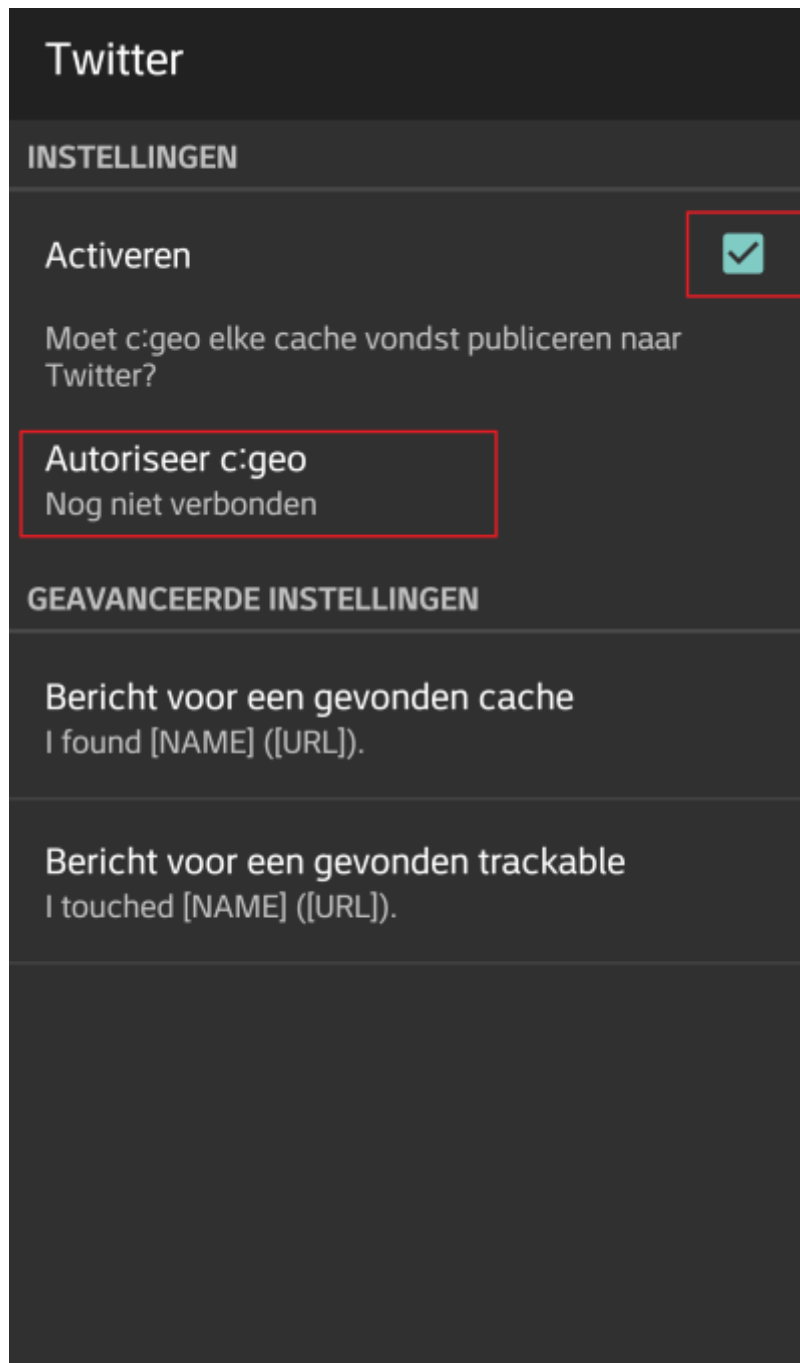 Twitter
INSTELLINGEN
Activeren
Moet c:geo elke cache vondst publiceren naar
Twitter?
Autoriseer c:geo
Nog niet verbonden
GEAVANCEERDE INSTELLINGEN
Bericht voor een gevonden cache
I found [NAME] ([URL]).
Bericht voor een gevonden trackable
I touched [NAME] ([URL]).